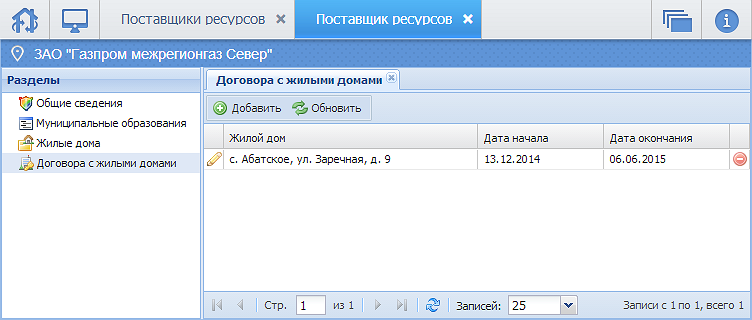 Поставщики ресурсов
Поставщик ресурсов
ЗАО "Газпром межрегионгаз Север"
Разделы
Общие сведения
Муниципальные образования
Жилые дома
Договора с жилыми домами
Договора с жилыми домами
Добавить Обновить
Жилой дом Дата начала Дата окончания
с. Абатское, ул. Заречная, д. 9 13.12.2014 06.06.2015
Стр. 1 из 1 Записей: 25 Записи с 1 по 1, всего 1